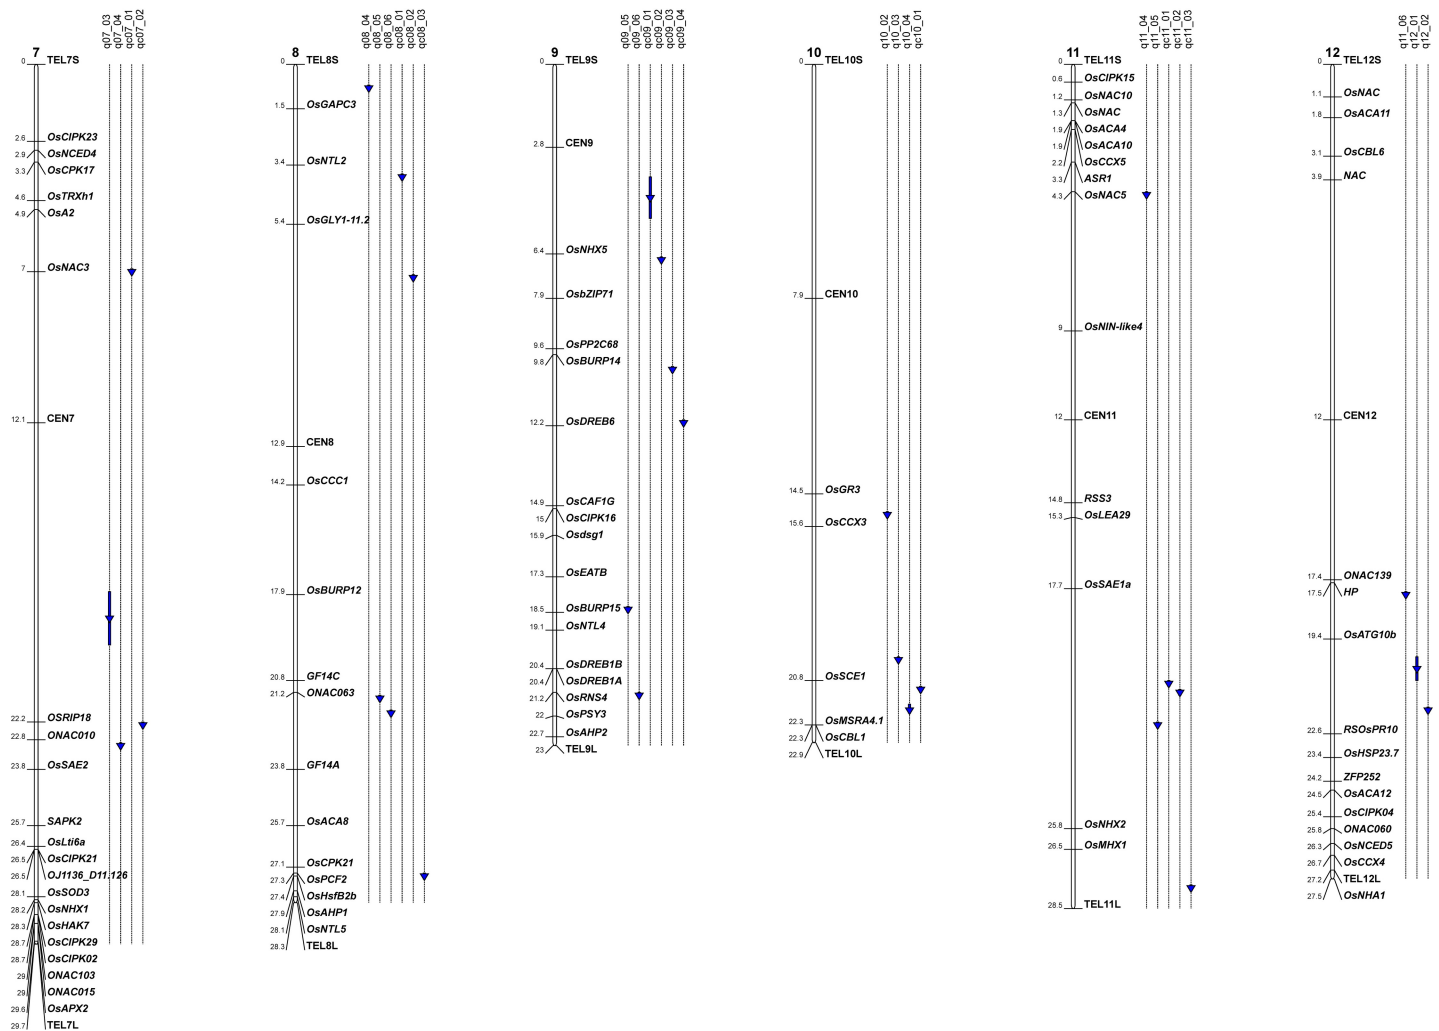 q07_03
q07_04
qc07_01
qc07_02
7
0 TEL7S
2.6 OsCIPK23
2.9 OsNCED4
3.3 OsCPK17
4.6 OsTRXh1
4.9 OsA2
7 OsNAC3
12.1 CEN7
22.2 OSRIP18
22.8 ONAC010
23.8 OsSAE2
25.7 SAPK2
26.4 OsLti6a
26.5 OsCIPK21
26.5 OJ1136_D11.126
28.1 OsSOD3
28.2 OsNHX1
28.3 OsHAK7
28.7 OsCIPK29
28.7 OsCIPK02
29 ONAC103
29 ONAC015
29.6 OsAPX2
29.7 TEL7L
q08_04
q08_05
q08_06
qc08_01
qc08_02
qc08_03
8
0 TEL8S
1.5 OsGAPC3
3.4 OsNTL2
5.4 OsGLY1-11.2
12.9 CEN8
14.2 OsCCC1
17.9 OsBURP12
20.8 GF14C
21.2 ONAC063
23.8 GF14A
25.7 OsACA8
27.1 OsCPK21
27.3 OsPCF2
27.4 OsHsfB2b
27.9 OsAHP1
28.1 OsNTL5
28.3 TEL8L
q09_05
q09_06
qc09_01
qc09_02
qc09_03
qc09_04
9
0 TEL9S
2.8 CEN9
6.4 OsNHX5
7.9 OsbZIP71
9.6 OsPP2C68
9.8 OsBURP14
12.2 OsDREB6
14.9 OsCAF1G
15 OsCIPK16
15.9 Osdsg1
17.3 OsEATB
18.5 OsBURP15
19.1 OsNTL4
20.4 OsDREB1B
20.4 OsDREB1A
21.2 OsRNS4
22 OsPSY3
22.7 OsAHP2
23 TEL9L
q10_02
q10_03
q10_04
qc10_01
10
0 TEL10S
7.9 CEN10
14.5 OsGR3
15.6 OsCCX3
20.8 OsSCE1
22.3 OsMSRA4.1
22.3 OsCBL1
22.9 TEL10L
q11_04
q11_05
qc11_01
qc11_02
qc11_03
11
0 TEL11S
0.6 OsCIPK15
1.2 OsNAC10
1.3 OsNAC
1.9 OsACA4
1.9 OsACA10
2.2 OsCCX5
3.3 ASR1
4.3 OsNAC5
9 OsNIN-like4
12 CEN11
14.8 RSS3
15.3 OsLEA29
17.7 OsSAE1a
25.8 OsNHX2
26.5 OsMHX1
28.5 TEL11L
q11_06
q12_01
q12_02
12
0 TEL12S
1.1 OsNAC
1.8 OsACA11
3.1 OsCBL6
3.9 NAC
12 CEN12
17.4 ONAC139
17.5 HP
19.4 OsATG10b
22.6 RSOsPR10
23.4 OsHSP23.7
24.2 ZFP252
24.5 OsACA12
25.4 OsCIPK04
25.8 ONAC060
26.3 OsNCED5
26.7 OsCCX4
27.2 TEL12L
27.5 OsNHA1